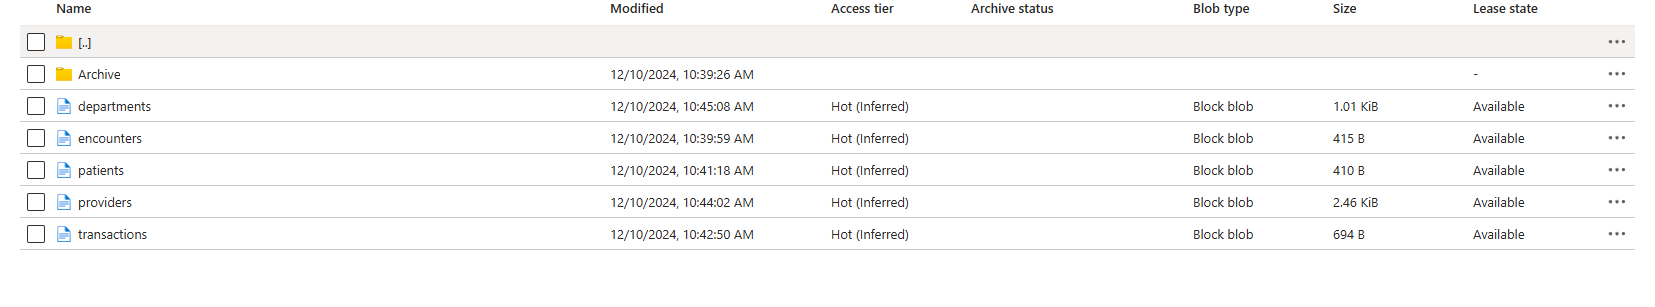 Name Modified Access tier Archive status Blob type Size Lease state
[..]
Archive 12/10/2024, 10:39:26 AM -
departments 12/10/2024, 10:45:08 AM Hot (Inferred) Block blob 1.01 KiB Available
encounters 12/10/2024, 10:39:59 AM Hot (Inferred) Block blob 415 B Available
patients 12/10/2024, 10:41:18 AM Hot (Inferred) Block blob 410 B Available
providers 12/10/2024, 10:44:02 AM Hot (Inferred) Block blob 2.46 KiB Available
transactions 12/10/2024, 10:42:50 AM Hot (Inferred) Block blob 694 B Available